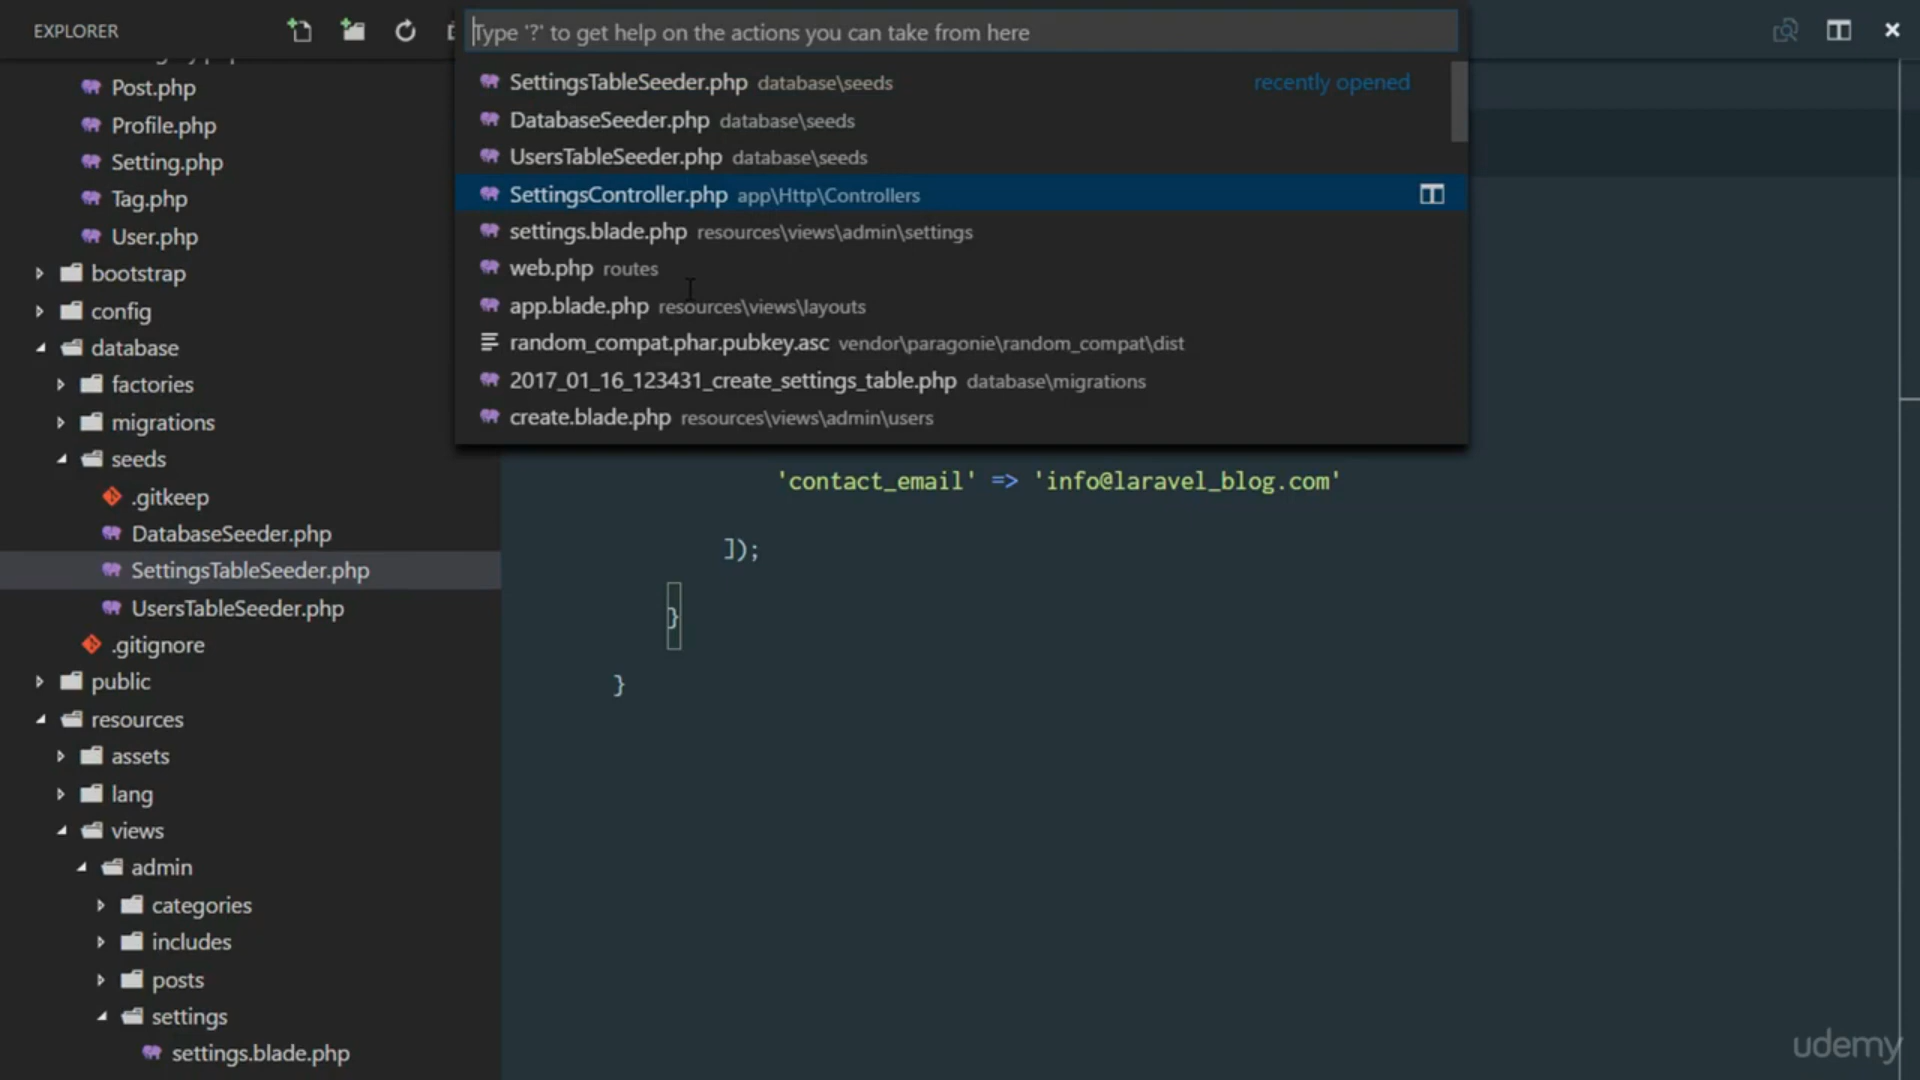 EXPLORER
Post.php
Profile.php
Setting.php
Tag.php
User.php
bootstrap
config
database
factories
migrations
seeds
.gitkeep
DatabaseSeeder.php
SettingsTableSeeder.php
UsersTableSeeder.php
.gitignore
public
resources
assets
lang
views
admin
categories
includes
posts
settings
settings.blade.php
Type '?' to get help on the actions you can take from here
SettingsTableSeeder.php database\seeds recently opened
DatabaseSeeder.php database\seeds
UsersTableSeeder.php database\seeds
SettingsController.php app\Http\Controllers
settings.blade.php resources\views\admin\settings
web.php routes
app.blade.php resources\views\layouts
random_compat.phar.pubkey.asc vendor\paragonie\random_compat\dist
2017_01_16_123431_create_settings_table.php database\migrations
create.blade.php resources\views\admin\users
'contact_email' => 'info@laravel_blog.com'
]);
}
}
udemy